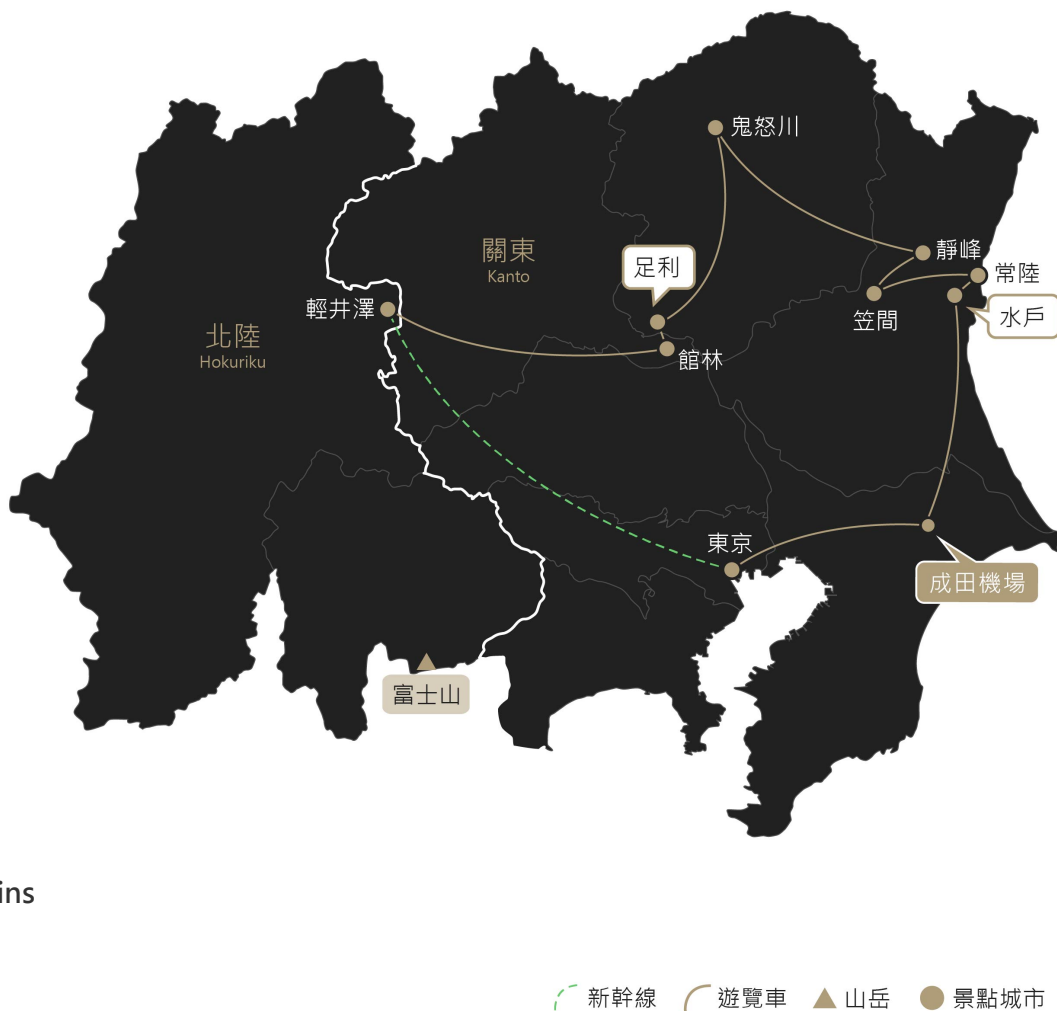 鬼怒川
關東
Kanto
靜峰
足利
常陸
輕井澤
笠間
水戶
北陸
Hokuriku
館林
東京
成田機場
富士山
ins
新幹線
遊覽車
山岳
景點城市